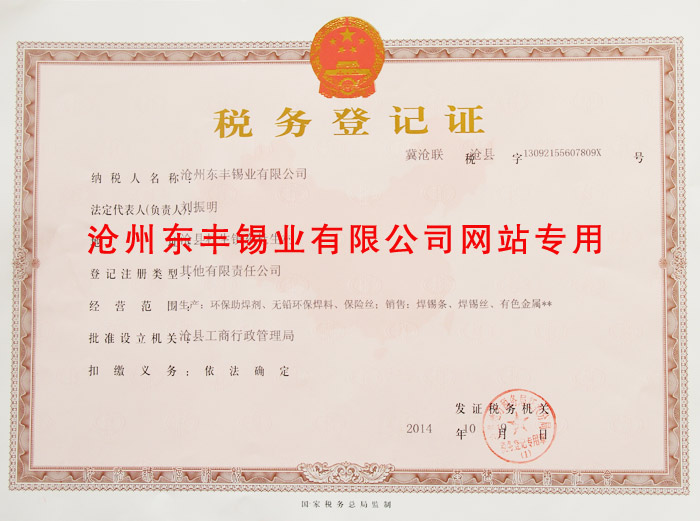 税务登记证
冀沧联 税 沧县 字 13092155607809X 号
纳税人名称: 沧州东丰锡业有限公司
法定代表人(负责人): 刘振明
沧州东丰锡业有限公司网站专用
登记注册类型: 其他有限责任公司
经营范围: 生产：环保助焊剂、无铅环保焊料、保险丝；销售：焊锡条、焊锡丝、有色金属**
批准设立机关: 沧县工商行政管理局
扣缴义务: 依法确定
发证税务机关
2014 年 10 月 9 日
国家税务总局监制